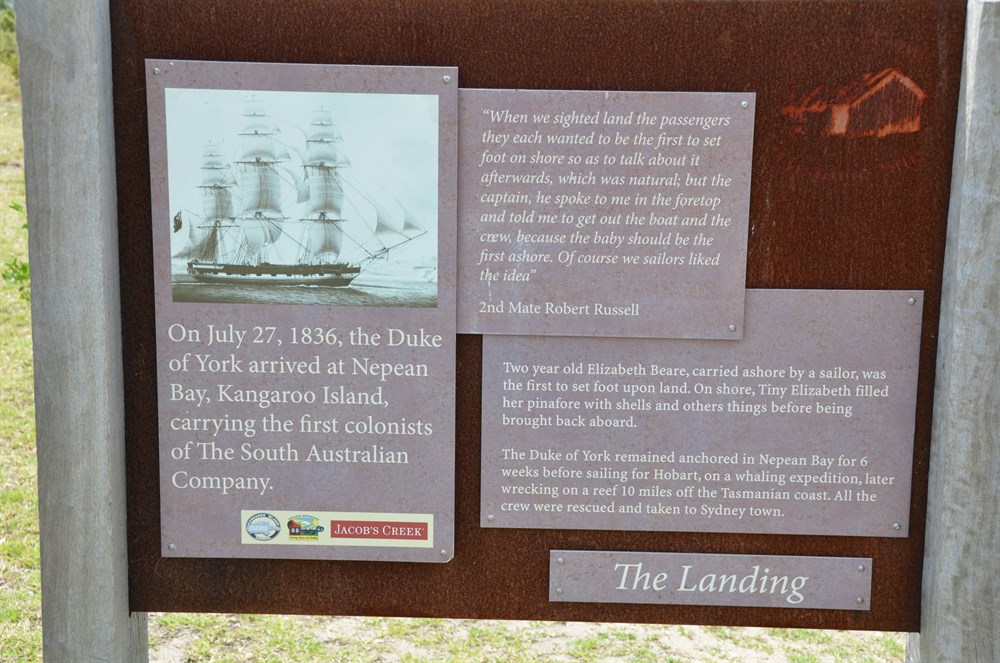 "When we sighted land the passengers
they each wanted to be the first to set
foot on shore so as to talk about it
afterwards, which was natural; but the
captain, he spoke to me in the foretop
and told me to get out the boat and the
crew, because the baby should be the
first ashore. Of course we sailors liked
the idea"
2nd Mate Robert Russell
On July 27, 1836, the Duke
of York arrived at Nepean
Bay, Kangaroo Island,
carrying the first colonists
of The South Australian
Company.
JACOB'S CREEK
Two year old Elizabeth Beare, carried ashore by a sailor, was
the first to set foot upon land. On shore, Tiny Elizabeth filled
her pinafore with shells and others things before being
brought back aboard.
The Duke of York remained anchored in Nepean Bay for 6
weeks before sailing for Hobart, on a whaling expedition, later
wrecking on a reef 10 miles off the Tasmanian coast. All the
crew were rescued and taken to Sydney town.
The Landing